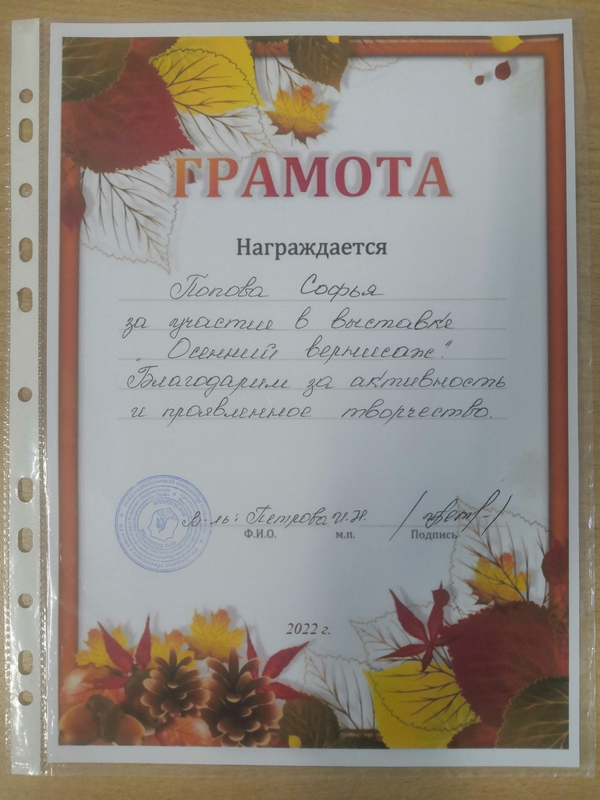 ГРАМОТА
Награждается
Попова Софья
за участие в выставке
„Осенний вернисаж."
Благодарим за активность
и проявленное творчество.
в-ль: Петрова И.Н.
Ф.И.О. м.п. Подпись
2022 г.